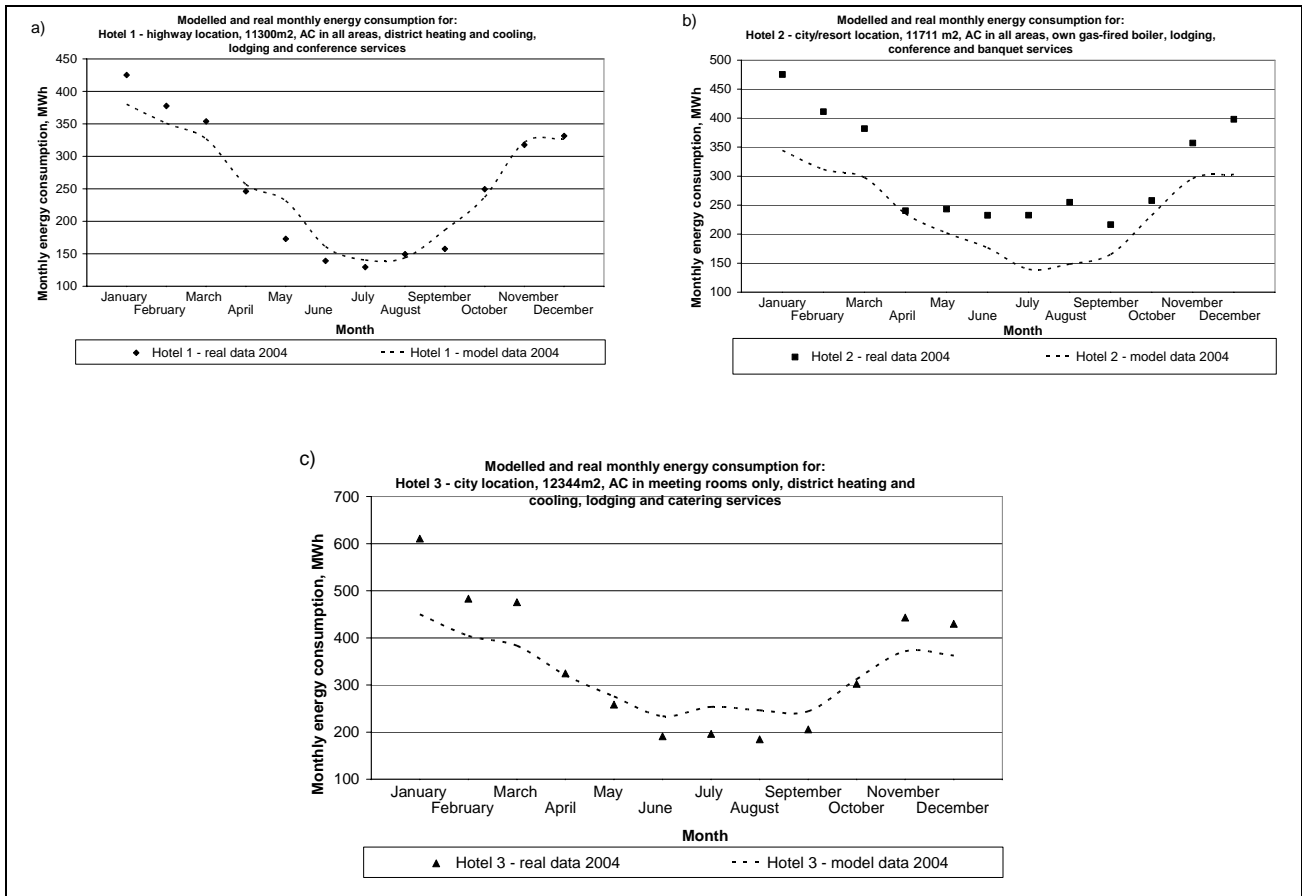 a)
Modelled and real monthly energy consumption for:
Hotel 1 - highway location, 11300m2, AC in all areas, district heating and cooling,
lodging and conference services
Monthly energy consumption, MWh
450
400
350
300
250
200
150
100
January
February
March
April
May
June
July
August
September
October
November
December
Month
Hotel 1 - real data 2004
Hotel 1 - model data 2004
b)
Modelled and real monthly energy consumption for:
Hotel 2 - city/resort location, 11711 m2, AC in all areas, own gas-fired boiler, lodging,
conference and banquet services
Monthly energy consumption, MWh
500
450
400
350
300
250
200
150
100
January
February
March
April
May
June
July
August
September
October
November
December
Month
Hotel 2 - real data 2004
Hotel 2 - model data 2004
c)
Modelled and real monthly energy consumption for:
Hotel 3 - city location, 12344m2, AC in meeting rooms only, district heating and
cooling, lodging and catering services
Monthly energy consumption, MWh
700
600
500
400
300
200
100
January
February
March
April
May
June
July
August
September
October
November
December
Month
Hotel 3 - real data 2004
Hotel 3 - model data 2004